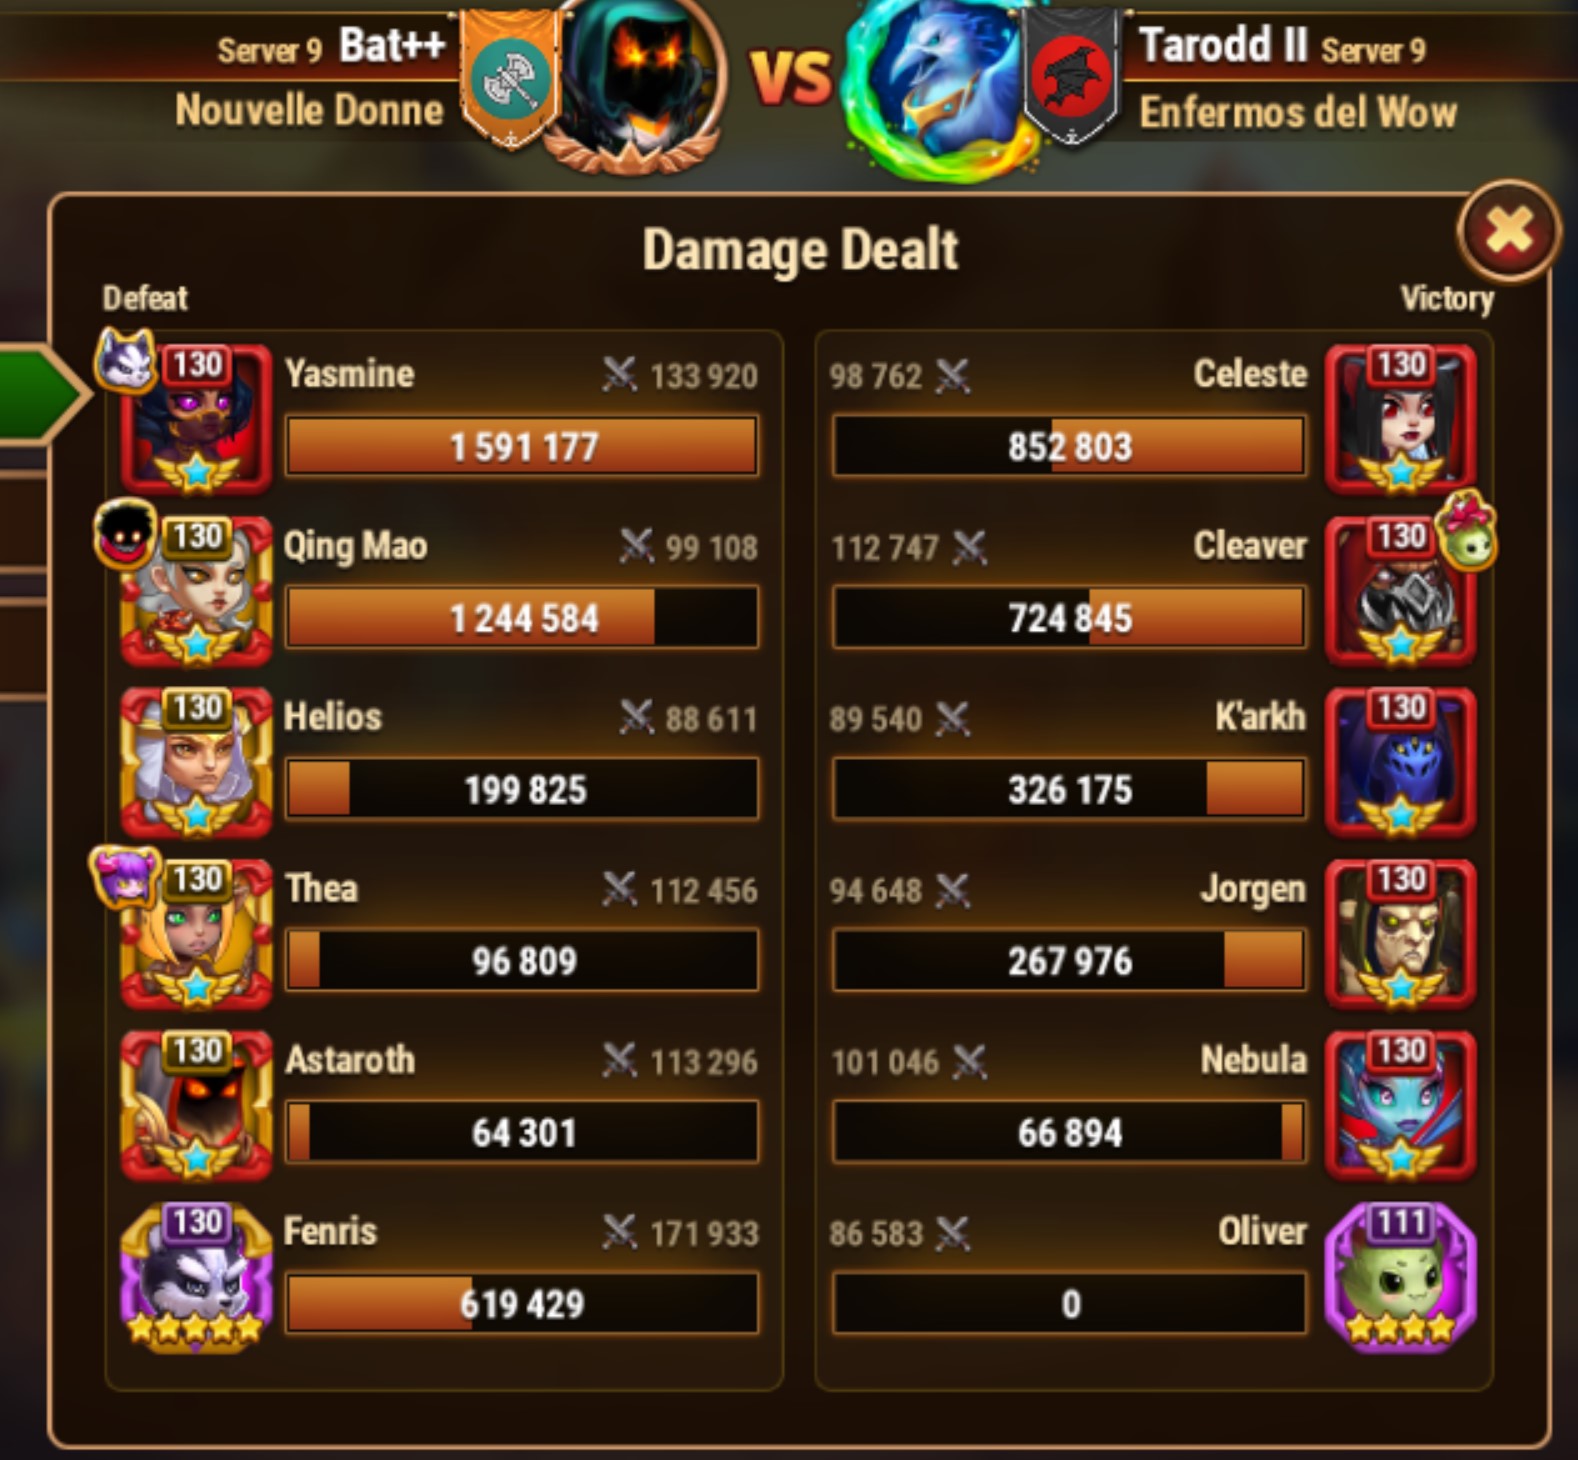 Server 9 Bat++
Nouvelle Donne
VS
Tarodd II Server 9
Enfermos del Wow
Damage Dealt
Defeat
Victory
130 Yasmine 133 920
1 591 177
130 Qing Mao 99 108
1 244 584
130 Helios 88 611
199 825
130 Thea 112 456
96 809
130 Astaroth 113 296
64 301
130 Fenris 171 933
619 429
98 762 Celeste 130
852 803
112 747 Cleaver 130
724 845
89 540 K'arkh 130
326 175
94 648 Jorgen 130
267 976
101 046 Nebula 130
66 894
86 583 Oliver 111
0